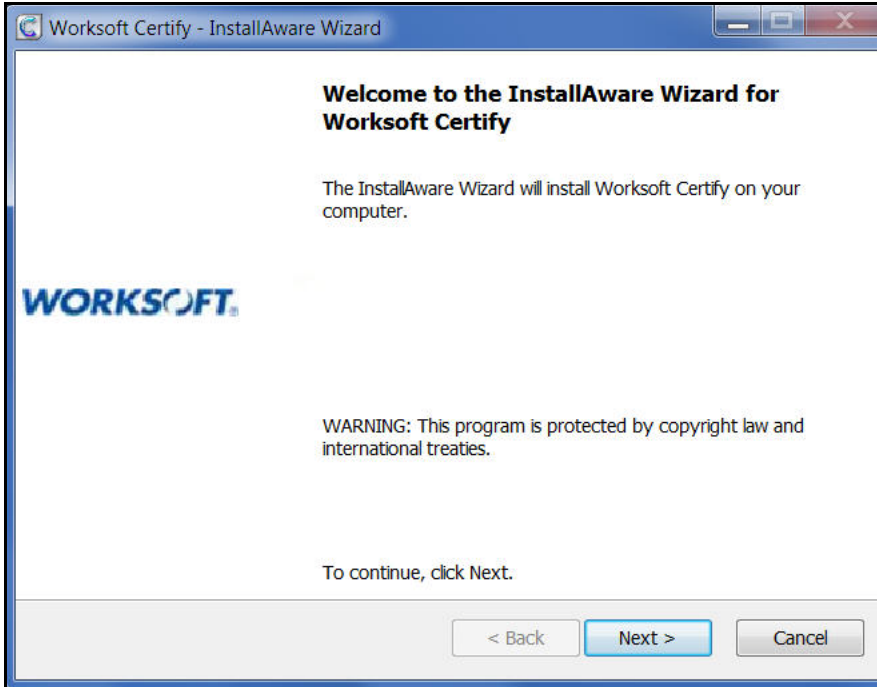 Worksoft Certify - InstallAware Wizard
Welcome to the InstallAware Wizard for
Worksoft Certify
The InstallAware Wizard will install Worksoft Certify on your
computer.
WORKSOFT®
WARNING: This program is protected by copyright law and
international treaties.
To continue, click Next.
< Back
Next >
Cancel